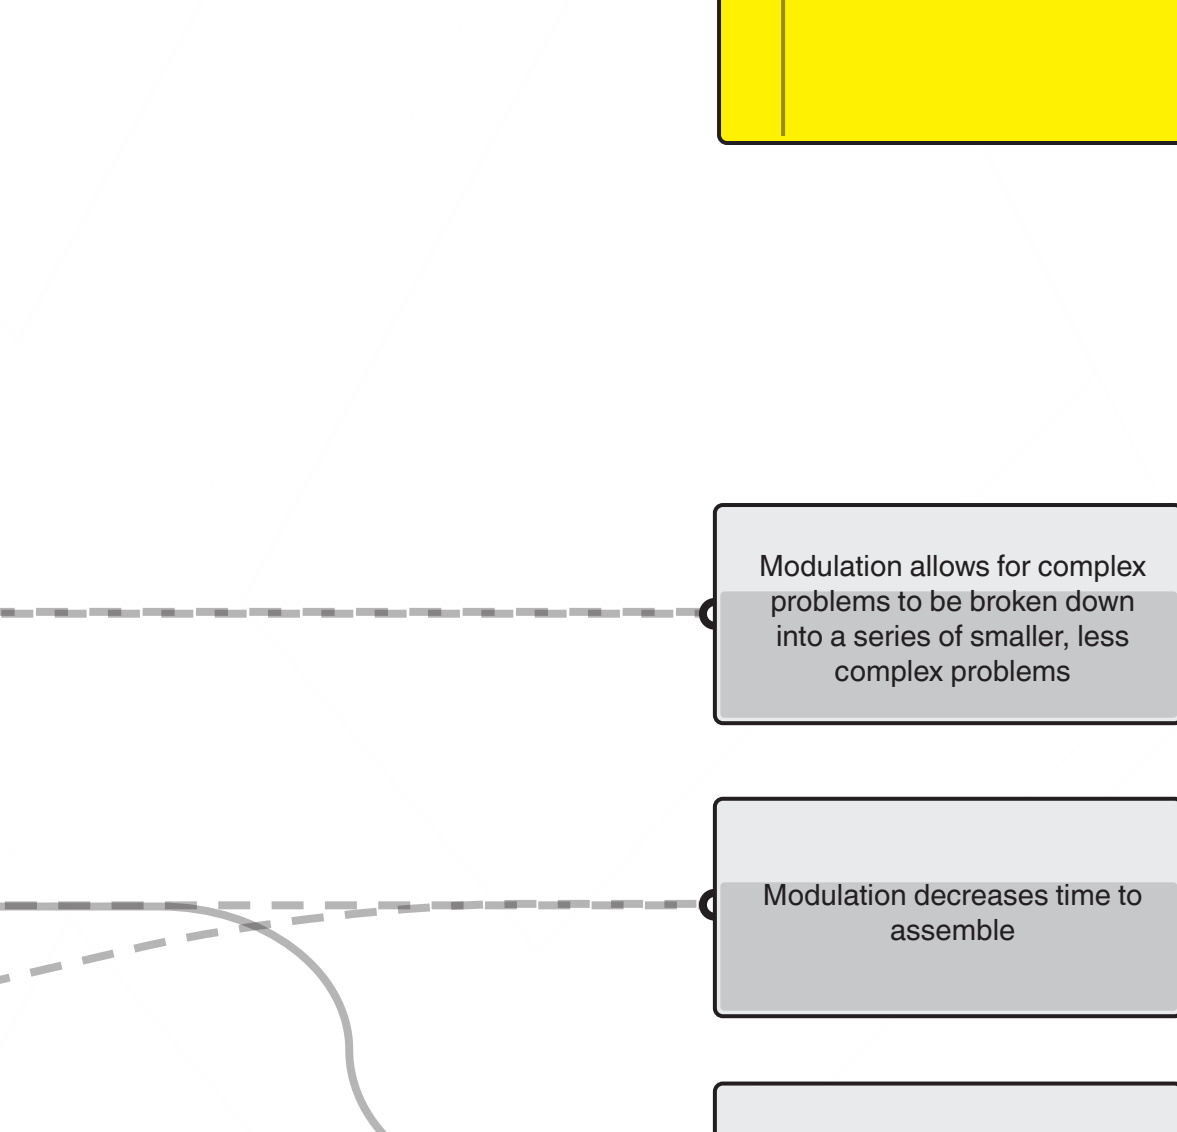 Modulation allows for complex
problems to be broken down
into a series of smaller, less
complex problems
Modulation decreases time to
assemble